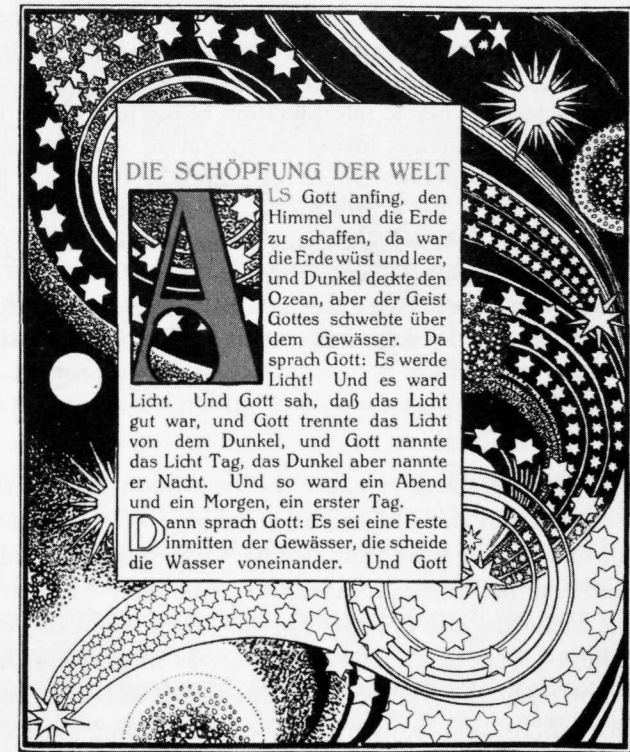 DIE SCHÖPFUNG DER WELT
ALS Gott anfing, den
Himmel und die Erde
zu schaffen, da war
die Erde wüst und leer,
und Dunkel deckte den
Ozean, aber der Geist
Gottes schwebte über
dem Gewässer. Da
sprach Gott: Es werde
Licht! Und es ward
Licht. Und Gott sah, daß das Licht
gut war, und Gott trennte das Licht
von dem Dunkel, und Gott nannte
das Licht Tag, das Dunkel aber nannte
er Nacht. Und so ward ein Abend
und ein Morgen, ein erster Tag.
Dann sprach Gott: Es sei eine Feste
inmitten der Gewässer, die scheide
die Wasser voneinander. Und Gott